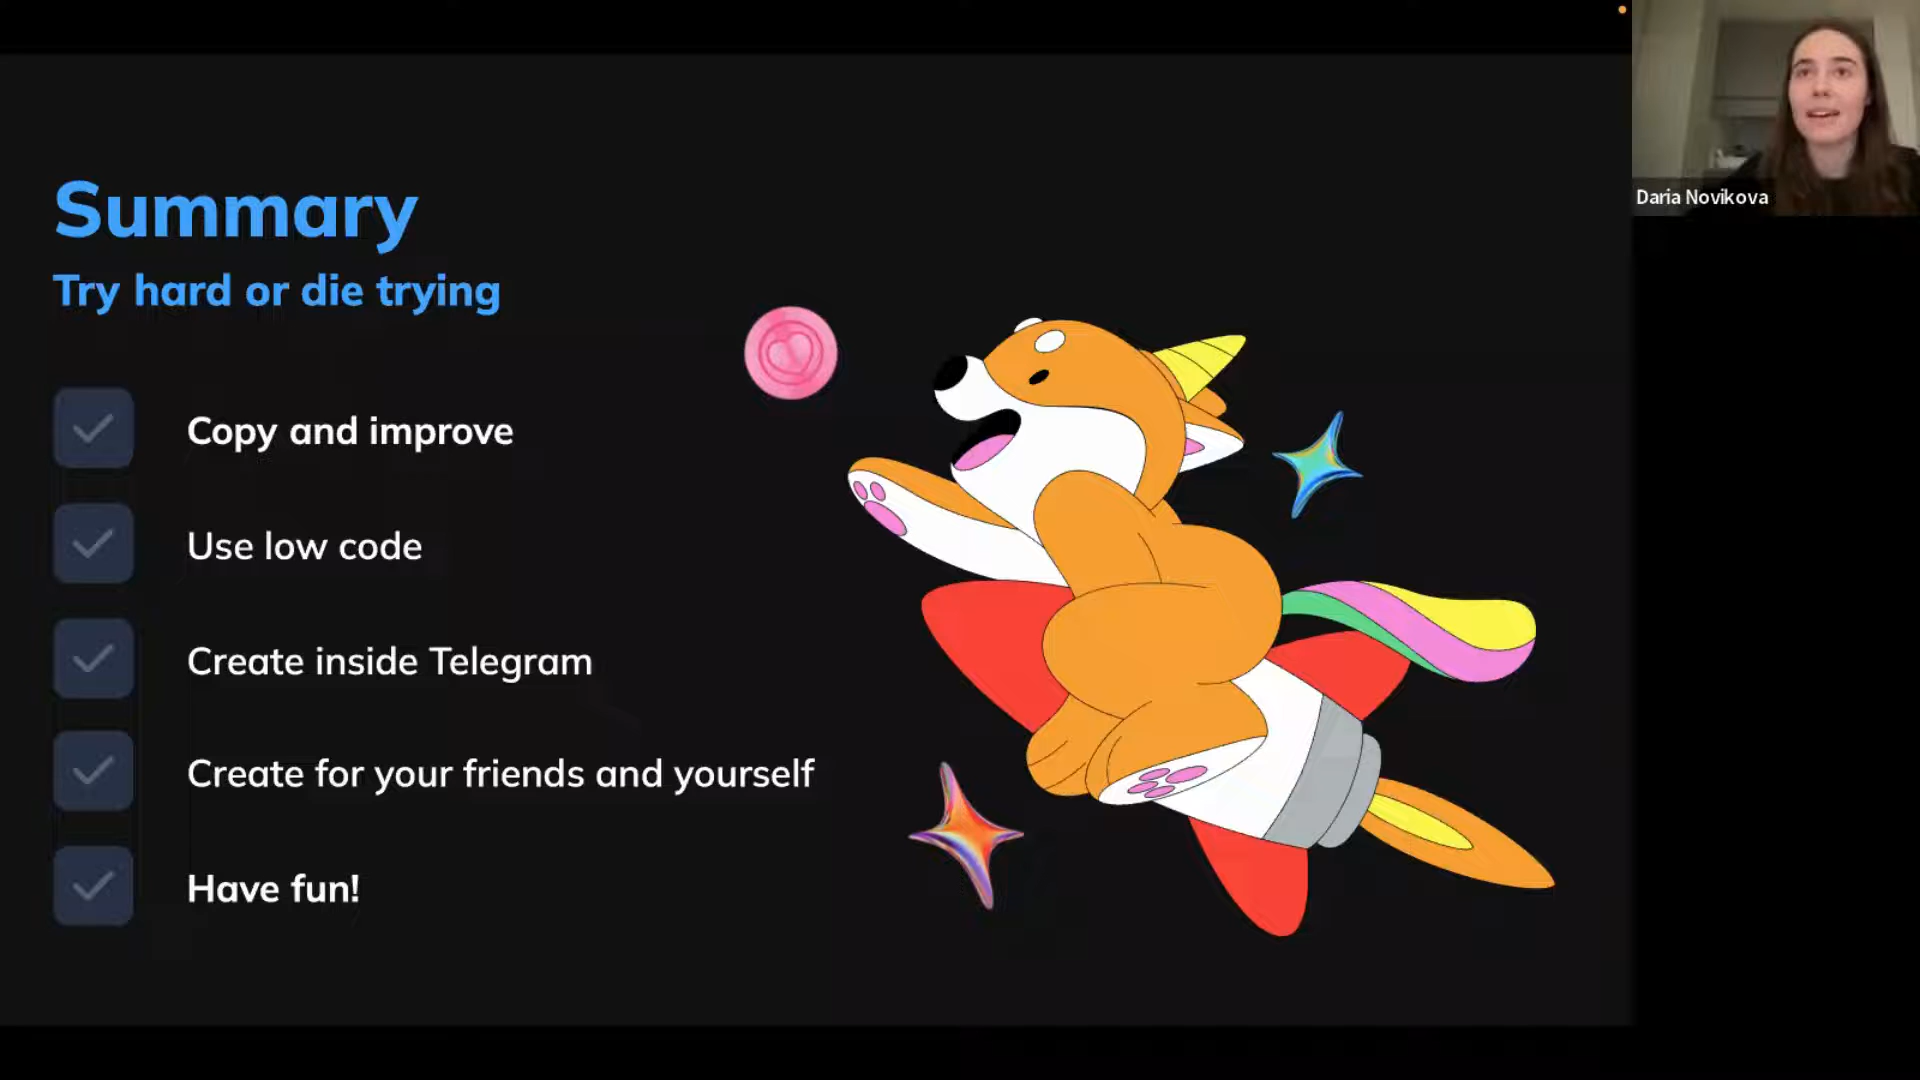 Summary
Try hard or die trying
Copy and improve
Use low code
Create inside Telegram
Create for your friends and yourself
Have fun!
Daria Novikova